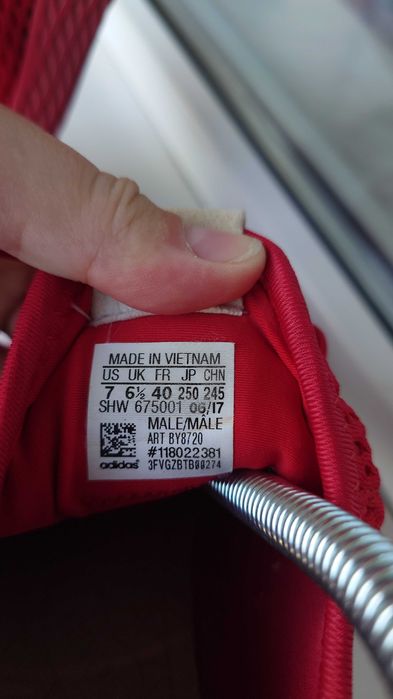 MADE IN VIETNAM
US UK FR JP CHN
7 6½ 40 250 245
SHW 675001 06/17
MALE/MÂLE
ART BY8720
#118022381
adidas 3FVGZBTB00274